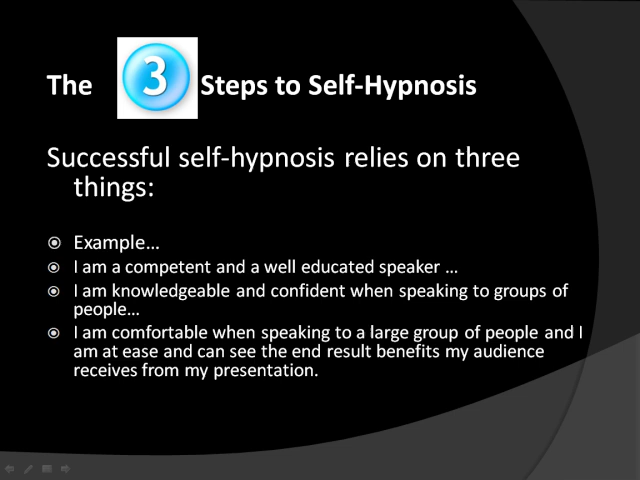 The 3 Steps to Self-Hypnosis
Successful self-hypnosis relies on three
things:
Example...
I am a competent and a well educated speaker ...
I am knowledgeable and confident when speaking to groups of
people...
I am comfortable when speaking to a large group of people and I
am at ease and can see the end result benefits my audience
receives from my presentation.